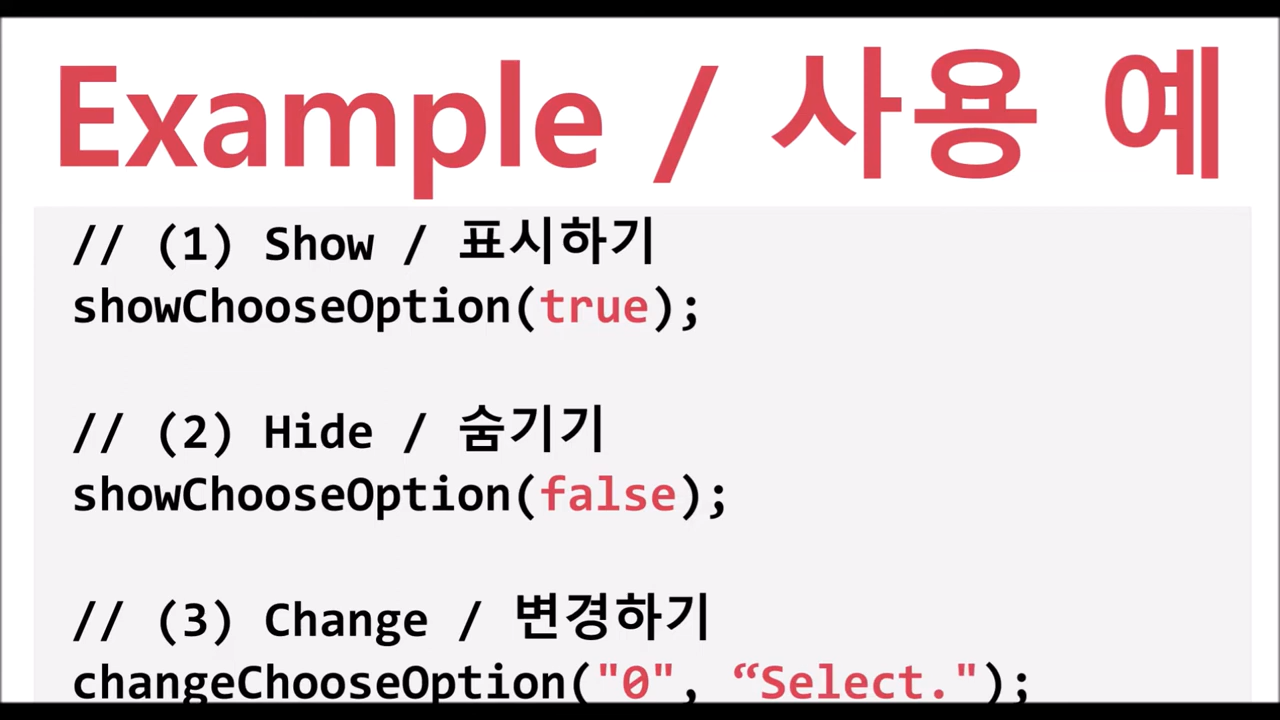 Example / 사용 예
// (1) Show / 표시하기
showChooseOption(true);
// (2) Hide / 숨기기
showChooseOption(false);
// (3) Change / 변경하기
changeChooseOption("0", “Select.");